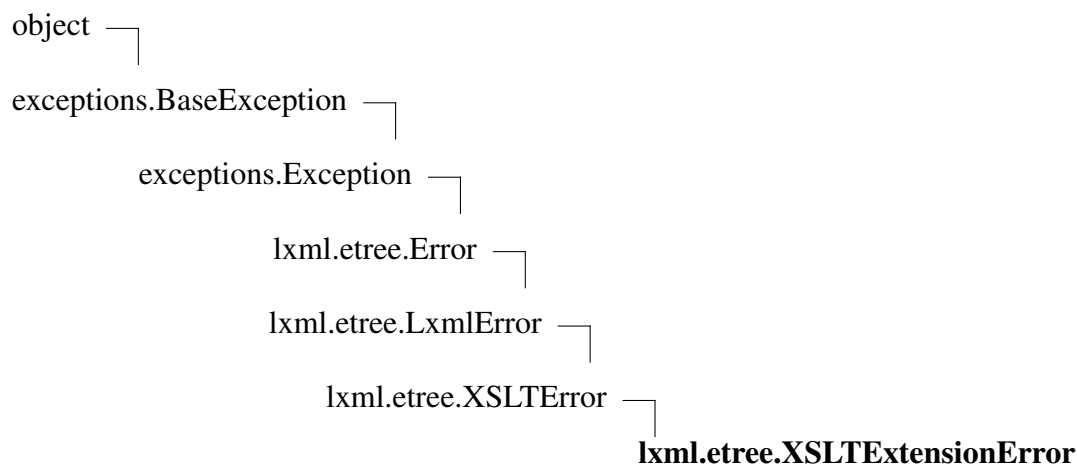 object
exceptions.BaseException
exceptions.Exception
lxml.etree.Error
lxml.etree.LxmlError
lxml.etree.XSLTError
lxml.etree.XSLTExtensionError